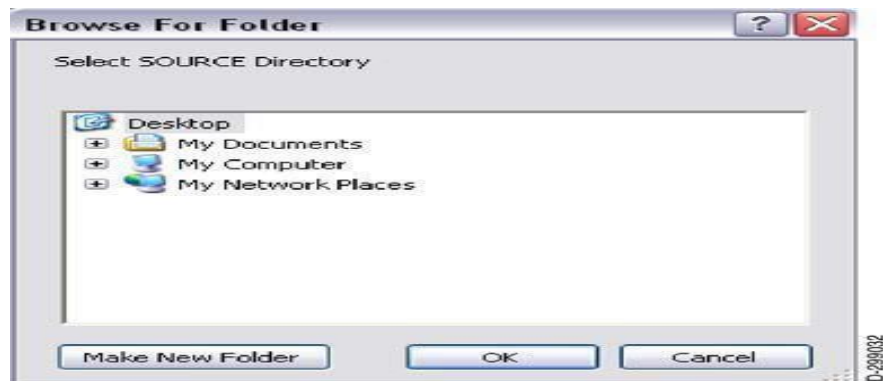 Browse For Folder
?
Select SOURCE Directory
Desktop
My Documents
My Computer
My Network Places
Make New Folder
OK
Cancel
D-299032